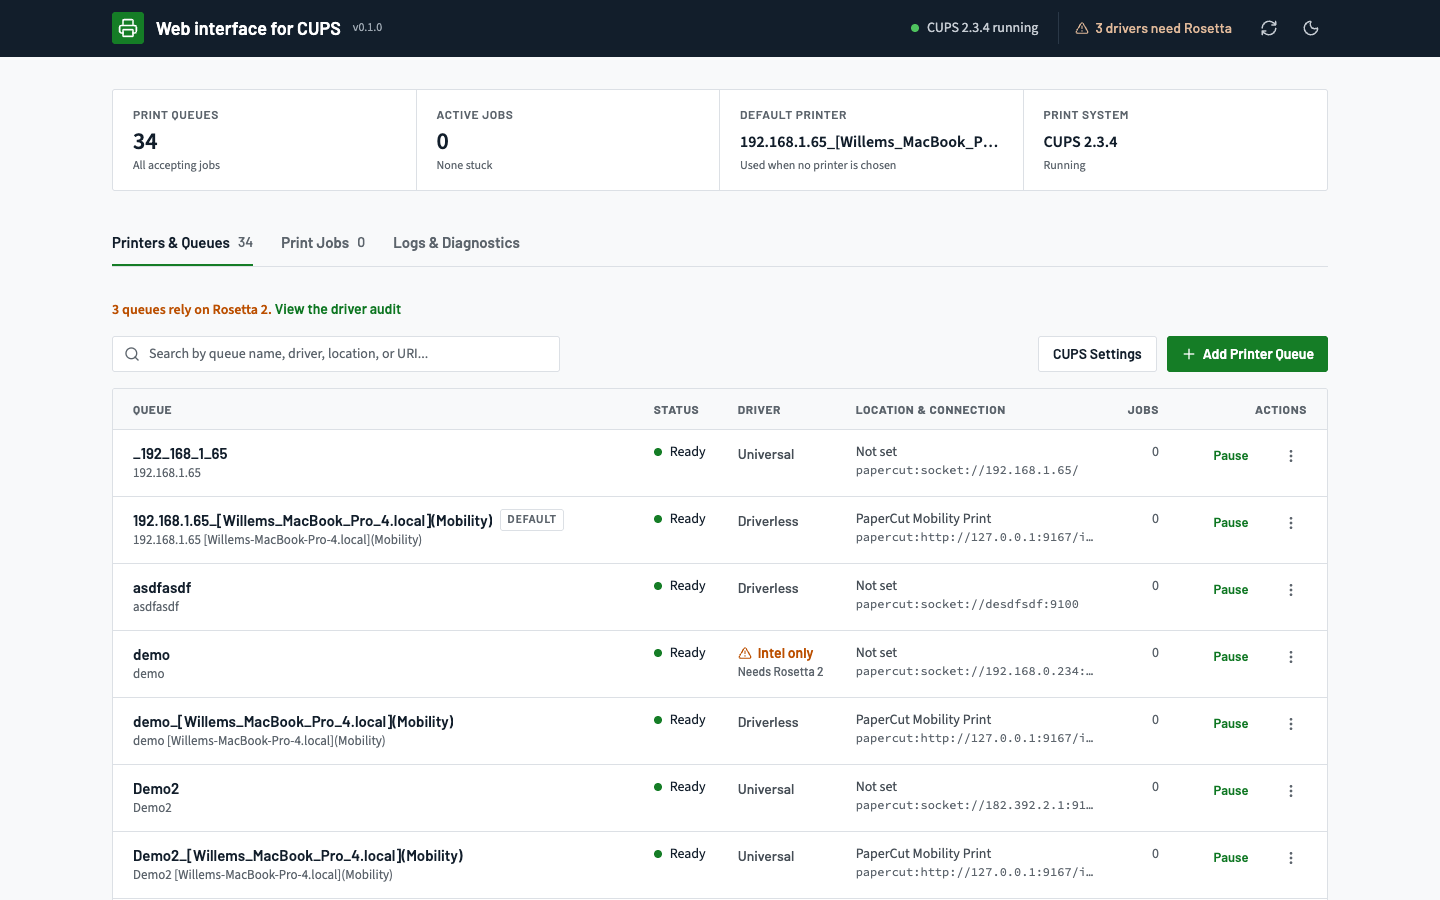 Web interface for CUPS v0.1.0
CUPS 2.3.4 running
3 drivers need Rosetta
PRINT QUEUES
34
All accepting jobs
ACTIVE JOBS
0
None stuck
DEFAULT PRINTER
192.168.1.65_[Willems_MacBook_P...
Used when no printer is chosen
PRINT SYSTEM
CUPS 2.3.4
Running
Printers & Queues 34
Print Jobs 0
Logs & Diagnostics
3 queues rely on Rosetta 2. View the driver audit
Search by queue name, driver, location, or URI...
CUPS Settings
Add Printer Queue
QUEUE STATUS DRIVER LOCATION & CONNECTION JOBS ACTIONS
_192_168_1_65 Ready Universal Not set 0 Pause
192.168.1.65 papercut:socket://192.168.1.65/
192.168.1.65_[Willems_MacBook_Pro_4.local](Mobility) DEFAULT Ready Driverless PaperCut Mobility Print 0 Pause
192.168.1.65 [Willems-MacBook-Pro-4.local](Mobility) papercut:http://127.0.0.1:9167/i...
asdfasdf Ready Driverless Not set 0 Pause
asdfasdf papercut:socket://desdfsdf:9100
demo Ready Intel only Not set 0 Pause
demo Needs Rosetta 2 papercut:socket://192.168.0.234:...
demo_[Willems_MacBook_Pro_4.local](Mobility) Ready Driverless PaperCut Mobility Print 0 Pause
demo [Willems-MacBook-Pro-4.local](Mobility) papercut:http://127.0.0.1:9167/i...
Demo2 Ready Universal Not set 0 Pause
Demo2 papercut:socket://182.392.2.1:91...
Demo2_[Willems_MacBook_Pro_4.local](Mobility) Ready Universal PaperCut Mobility Print 0 Pause
Demo2 [Willems-MacBook-Pro-4.local](Mobility) papercut:http://127.0.0.1:9167/i...